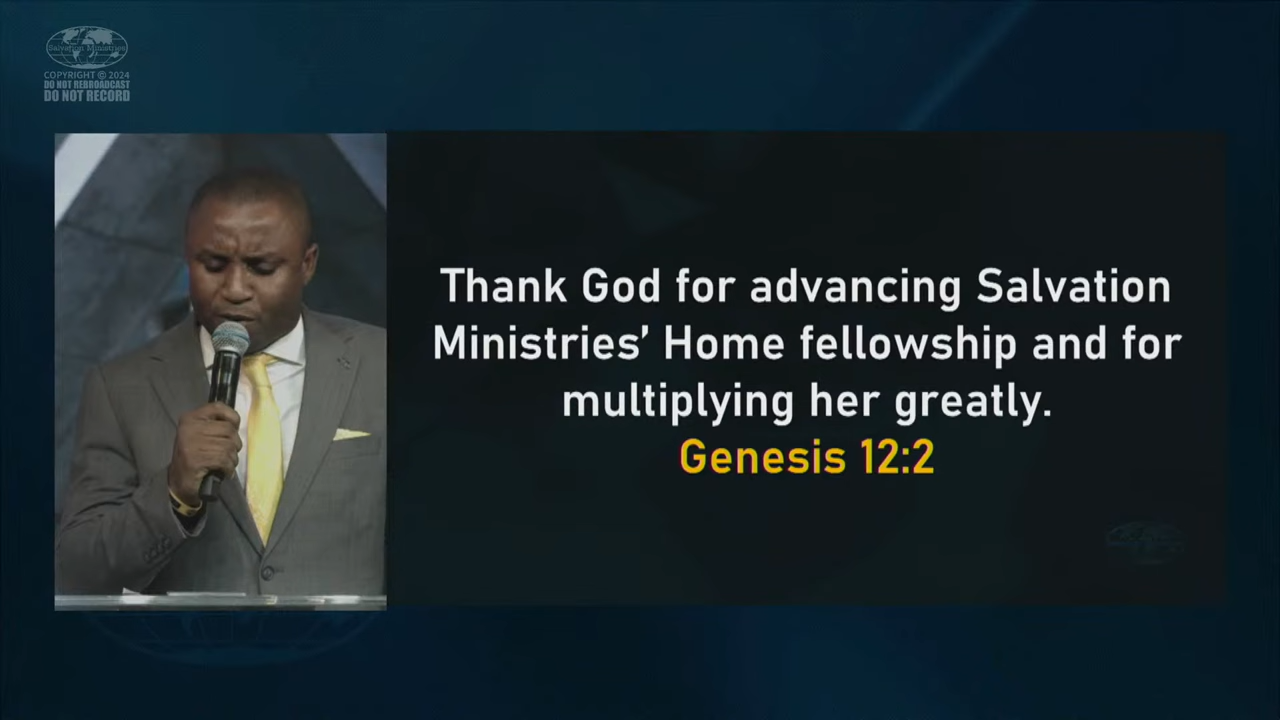 Salvation Ministries
COPYRIGHT © 2024
DO NOT REBROADCAST
DO NOT RECORD
Thank God for advancing Salvation
Ministries’ Home fellowship and for
multiplying her greatly.
Genesis 12:2